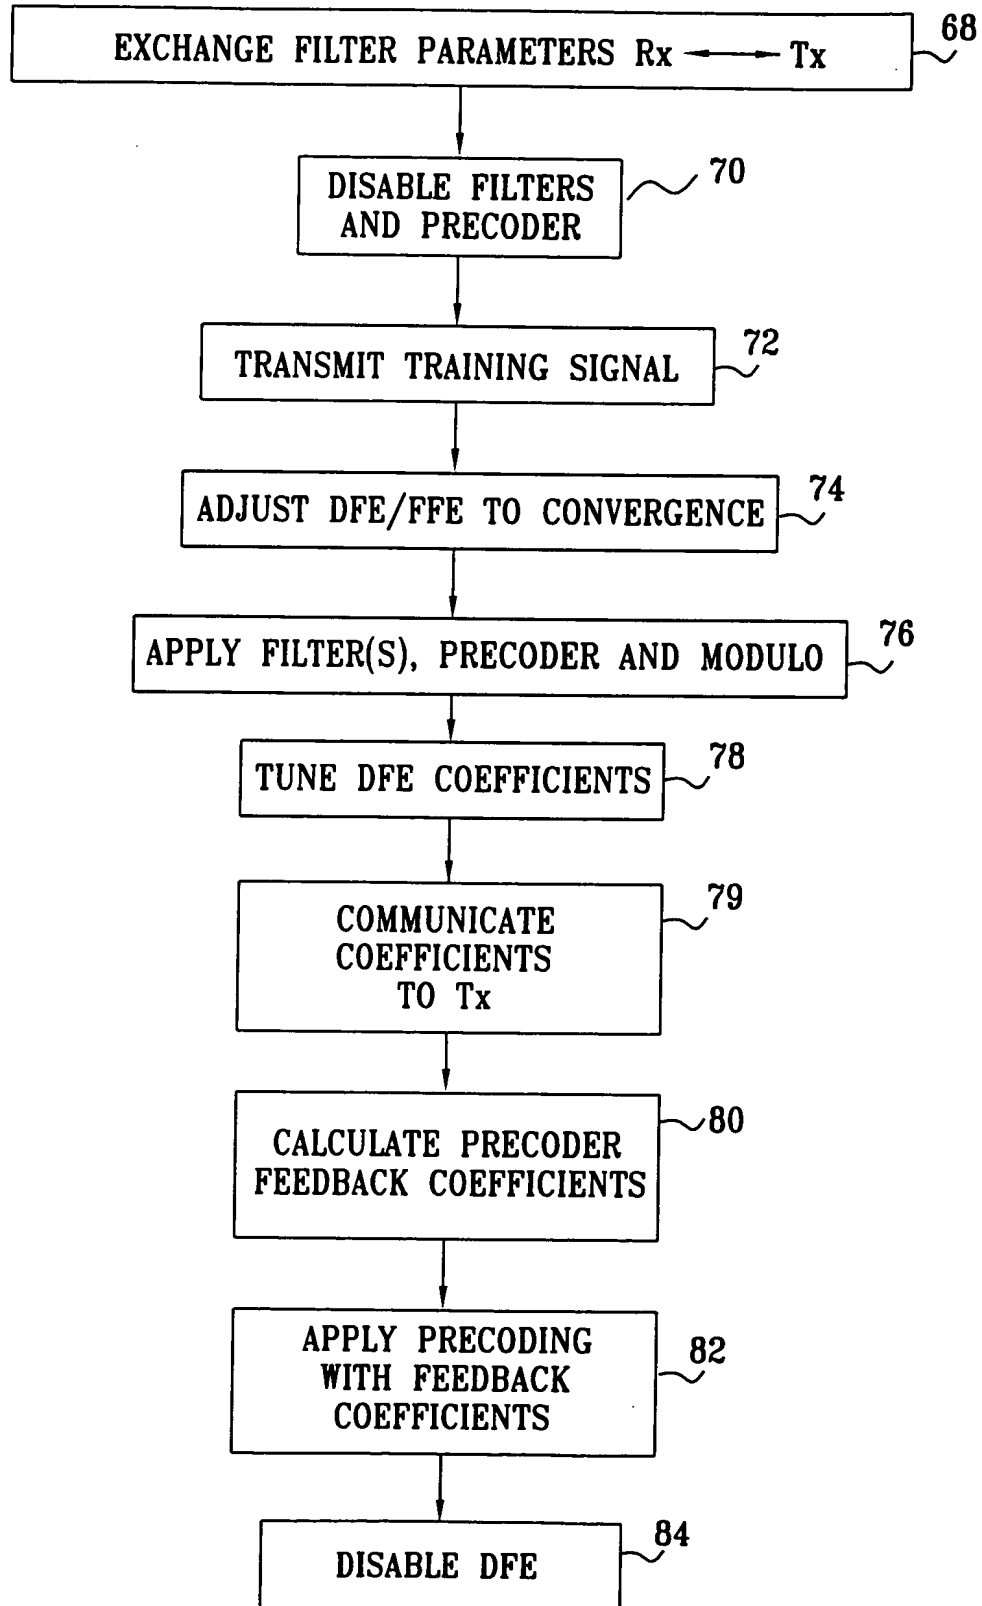 EXCHANGE FILTER PARAMETERS Rx ⟷ Tx
68
DISABLE FILTERS
AND PRECODER
70
TRANSMIT TRAINING SIGNAL
72
ADJUST DFE/FFE TO CONVERGENCE
74
APPLY FILTER(S), PRECODER AND MODULO
76
TUNE DFE COEFFICIENTS
78
COMMUNICATE
COEFFICIENTS
TO Tx
79
CALCULATE PRECODER
FEEDBACK COEFFICIENTS
80
APPLY PRECODING
WITH FEEDBACK
COEFFICIENTS
82
DISABLE DFE
84